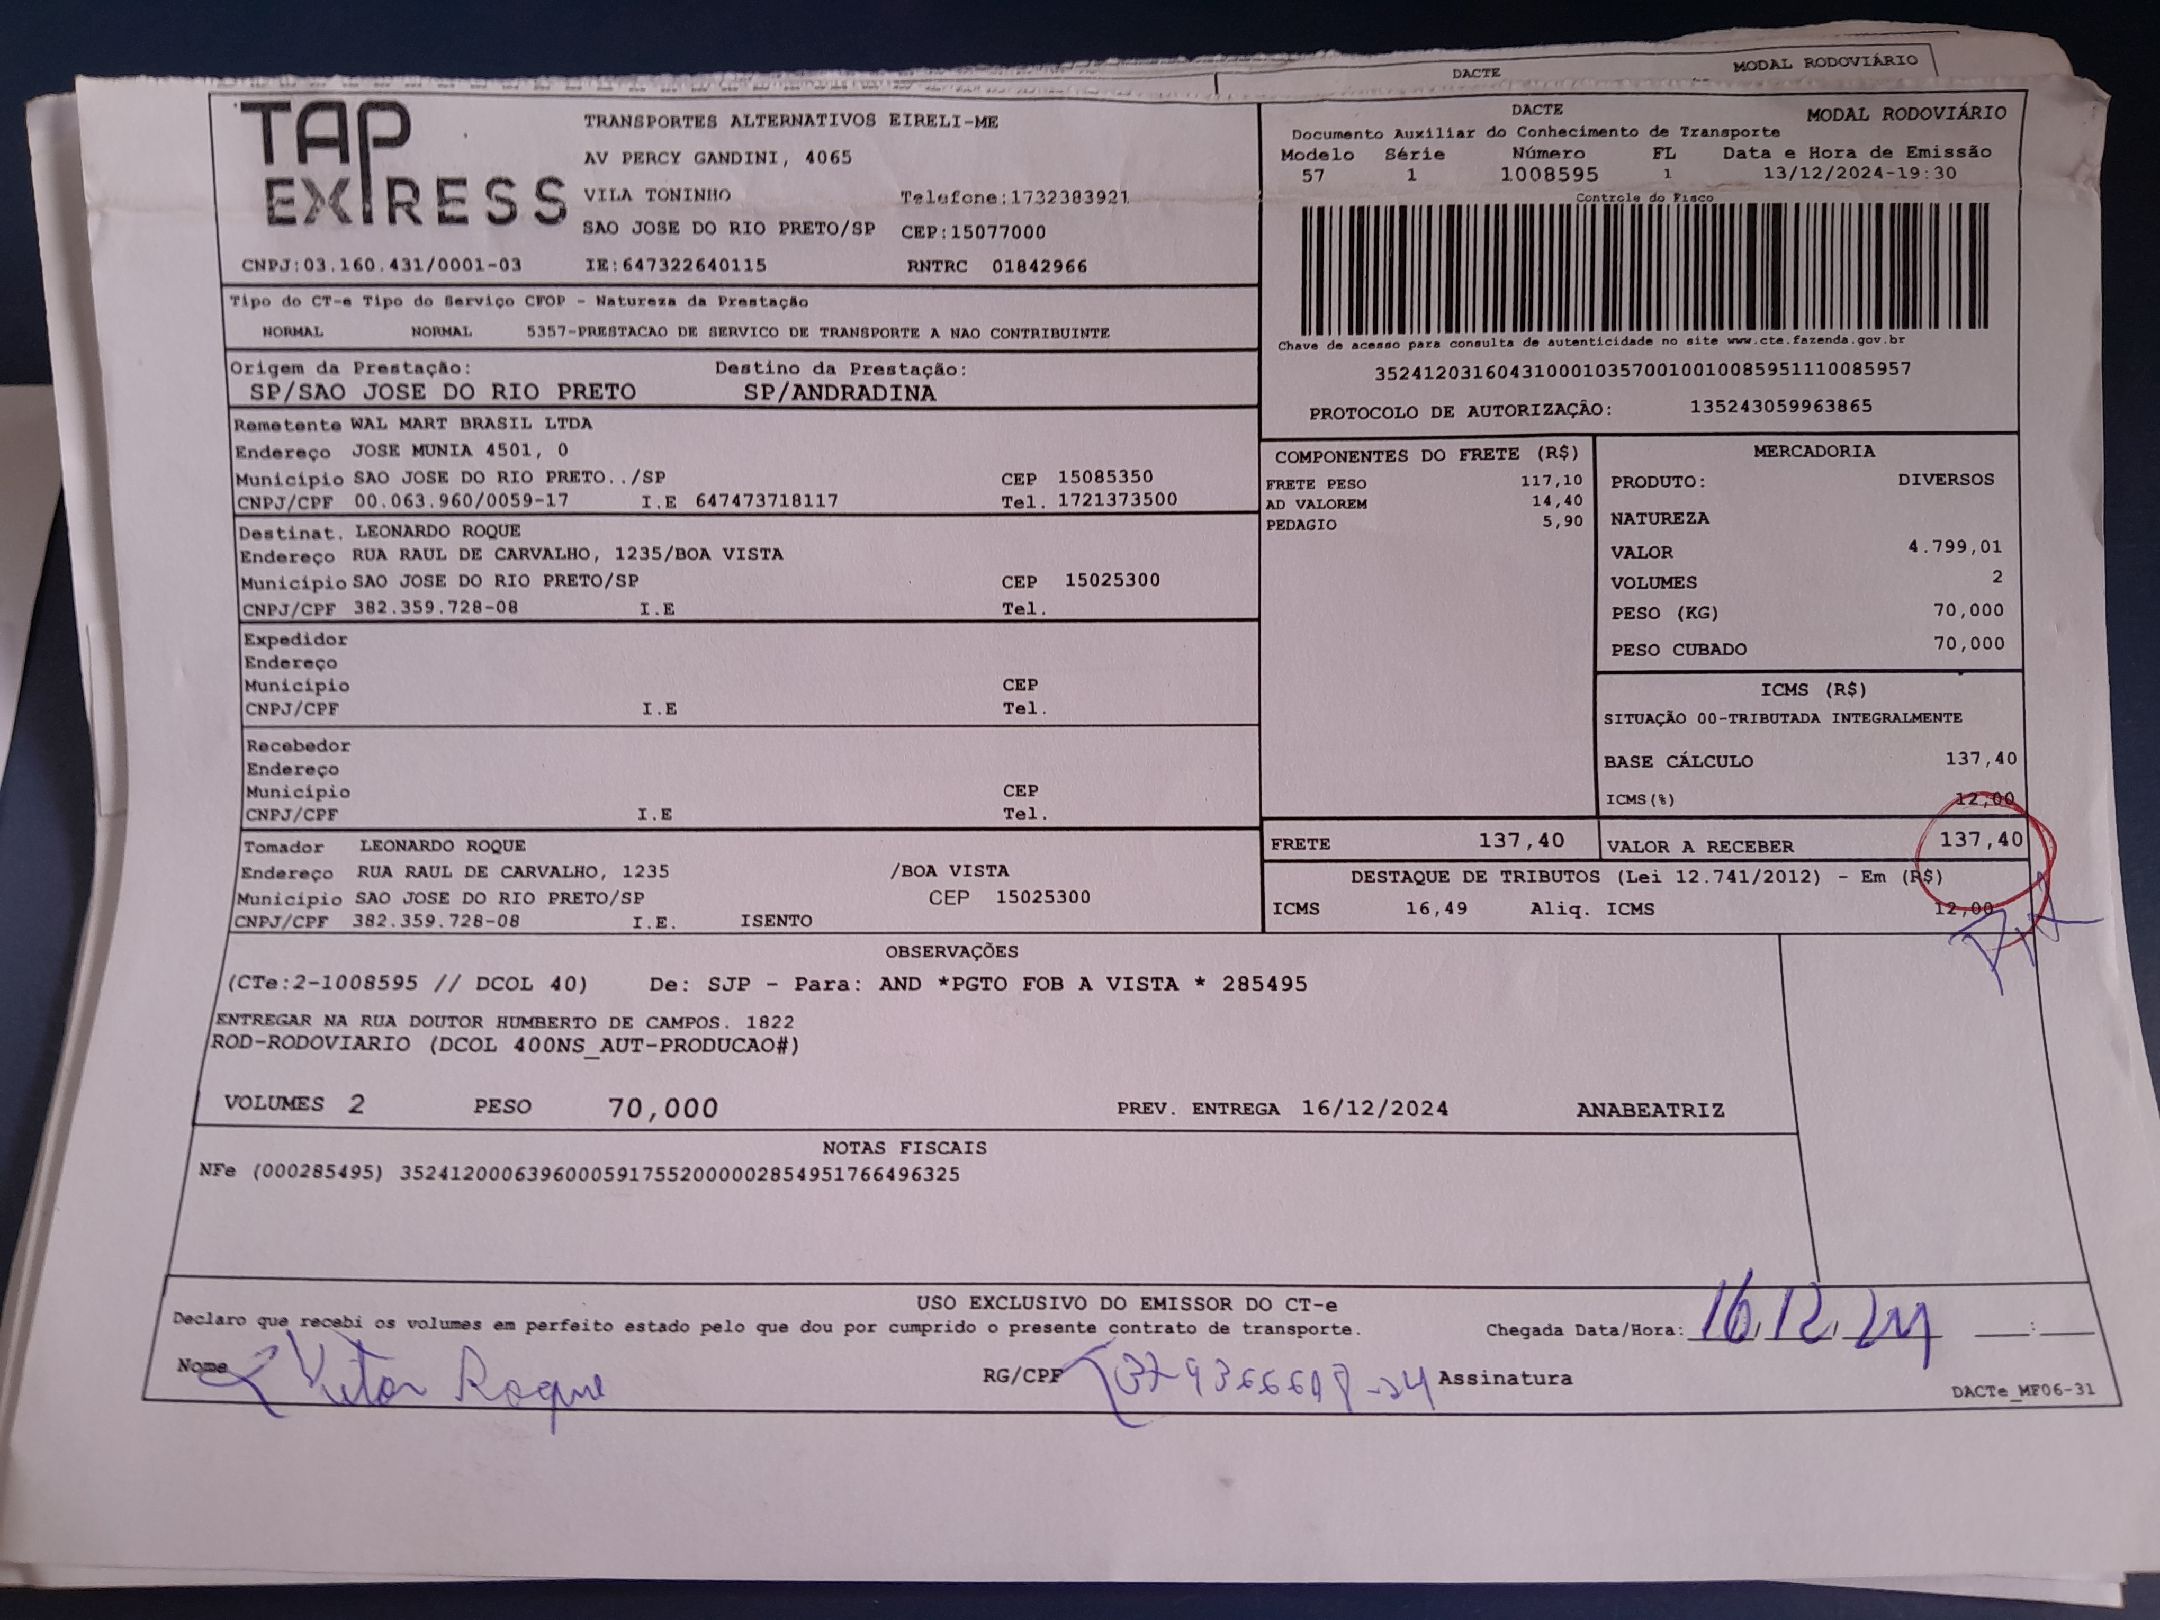 DACTE MODAL RODOVIÁRIO
TAP EXPRESS
TRANSPORTES ALTERNATIVOS EIRELI-ME
AV PERCY GANDINI, 4065
VILA TONINHO Telefone:1732383921
SAO JOSE DO RIO PRETO/SP CEP:15077000
CNPJ:03.160.431/0001-03 IE:647322640115 RNTRC 01842966
DACTE MODAL RODOVIÁRIO
Documento Auxiliar do Conhecimento de Transporte
Modelo Série Número FL Data e Hora de Emissão
57 1 1008595 1 13/12/2024-19:30
Controle do Fisco
Chave de acesso para consulta de autenticidade no site www.cte.fazenda.gov.br
35241203160431000103570010010085951110085957
PROTOCOLO DE AUTORIZAÇÃO: 135243059963865
Tipo do CT-e Tipo do Serviço CFOP - Natureza da Prestação
NORMAL NORMAL 5357-PRESTACAO DE SERVICO DE TRANSPORTE A NAO CONTRIBUINTE
Origem da Prestação: Destino da Prestação:
SP/SAO JOSE DO RIO PRETO SP/ANDRADINA
Remetente WAL MART BRASIL LTDA
Endereço JOSE MUNIA 4501, 0
Município SAO JOSE DO RIO PRETO../SP CEP 15085350
CNPJ/CPF 00.063.960/0059-17 I.E 647473718117 Tel. 1721373500
Destinat. LEONARDO ROQUE
Endereço RUA RAUL DE CARVALHO, 1235/BOA VISTA
Município SAO JOSE DO RIO PRETO/SP CEP 15025300
CNPJ/CPF 382.359.728-08 I.E Tel.
Expedidor
Endereço
Município CEP
CNPJ/CPF I.E Tel.
Recebedor
Endereço
Município CEP
CNPJ/CPF I.E Tel.
Tomador LEONARDO ROQUE
Endereço RUA RAUL DE CARVALHO, 1235 /BOA VISTA
Município SAO JOSE DO RIO PRETO/SP CEP 15025300
CNPJ/CPF 382.359.728-08 I.E. ISENTO
COMPONENTES DO FRETE (R$)
FRETE PESO 117,10
AD VALOREM 14,40
PEDAGIO 5,90
MERCADORIA
PRODUTO: DIVERSOS
NATUREZA
VALOR 4.799,01
VOLUMES 2
PESO (KG) 70,000
PESO CUBADO 70,000
ICMS (R$)
SITUAÇÃO 00-TRIBUTADA INTEGRALMENTE
BASE CÁLCULO 137,40
ICMS(%) 12,00
FRETE 137,40 VALOR A RECEBER 137,40
DESTAQUE DE TRIBUTOS (Lei 12.741/2012) - Em (R$)
ICMS 16,49 Aliq. ICMS 12,00
OBSERVAÇÕES
(CTe:2-1008595 // DCOL 40) De: SJP - Para: AND *PGTO FOB A VISTA * 285495
ENTREGAR NA RUA DOUTOR HUMBERTO DE CAMPOS. 1822
ROD-RODOVIARIO (DCOL 400NS_AUT-PRODUCAO#)
VOLUMES 2 PESO 70,000 PREV. ENTREGA 16/12/2024 ANABEATRIZ
NOTAS FISCAIS
NFe (000285495) 35241200063960005917552000002854951766496325
USO EXCLUSIVO DO EMISSOR DO CT-e
Declaro que recebi os volumes em perfeito estado pelo que dou por cumprido o presente contrato de transporte. Chegada Data/Hora: 16/12/24 __:__
Nome Victor Roque RG/CPF Assinatura
DACTe_MF06-31